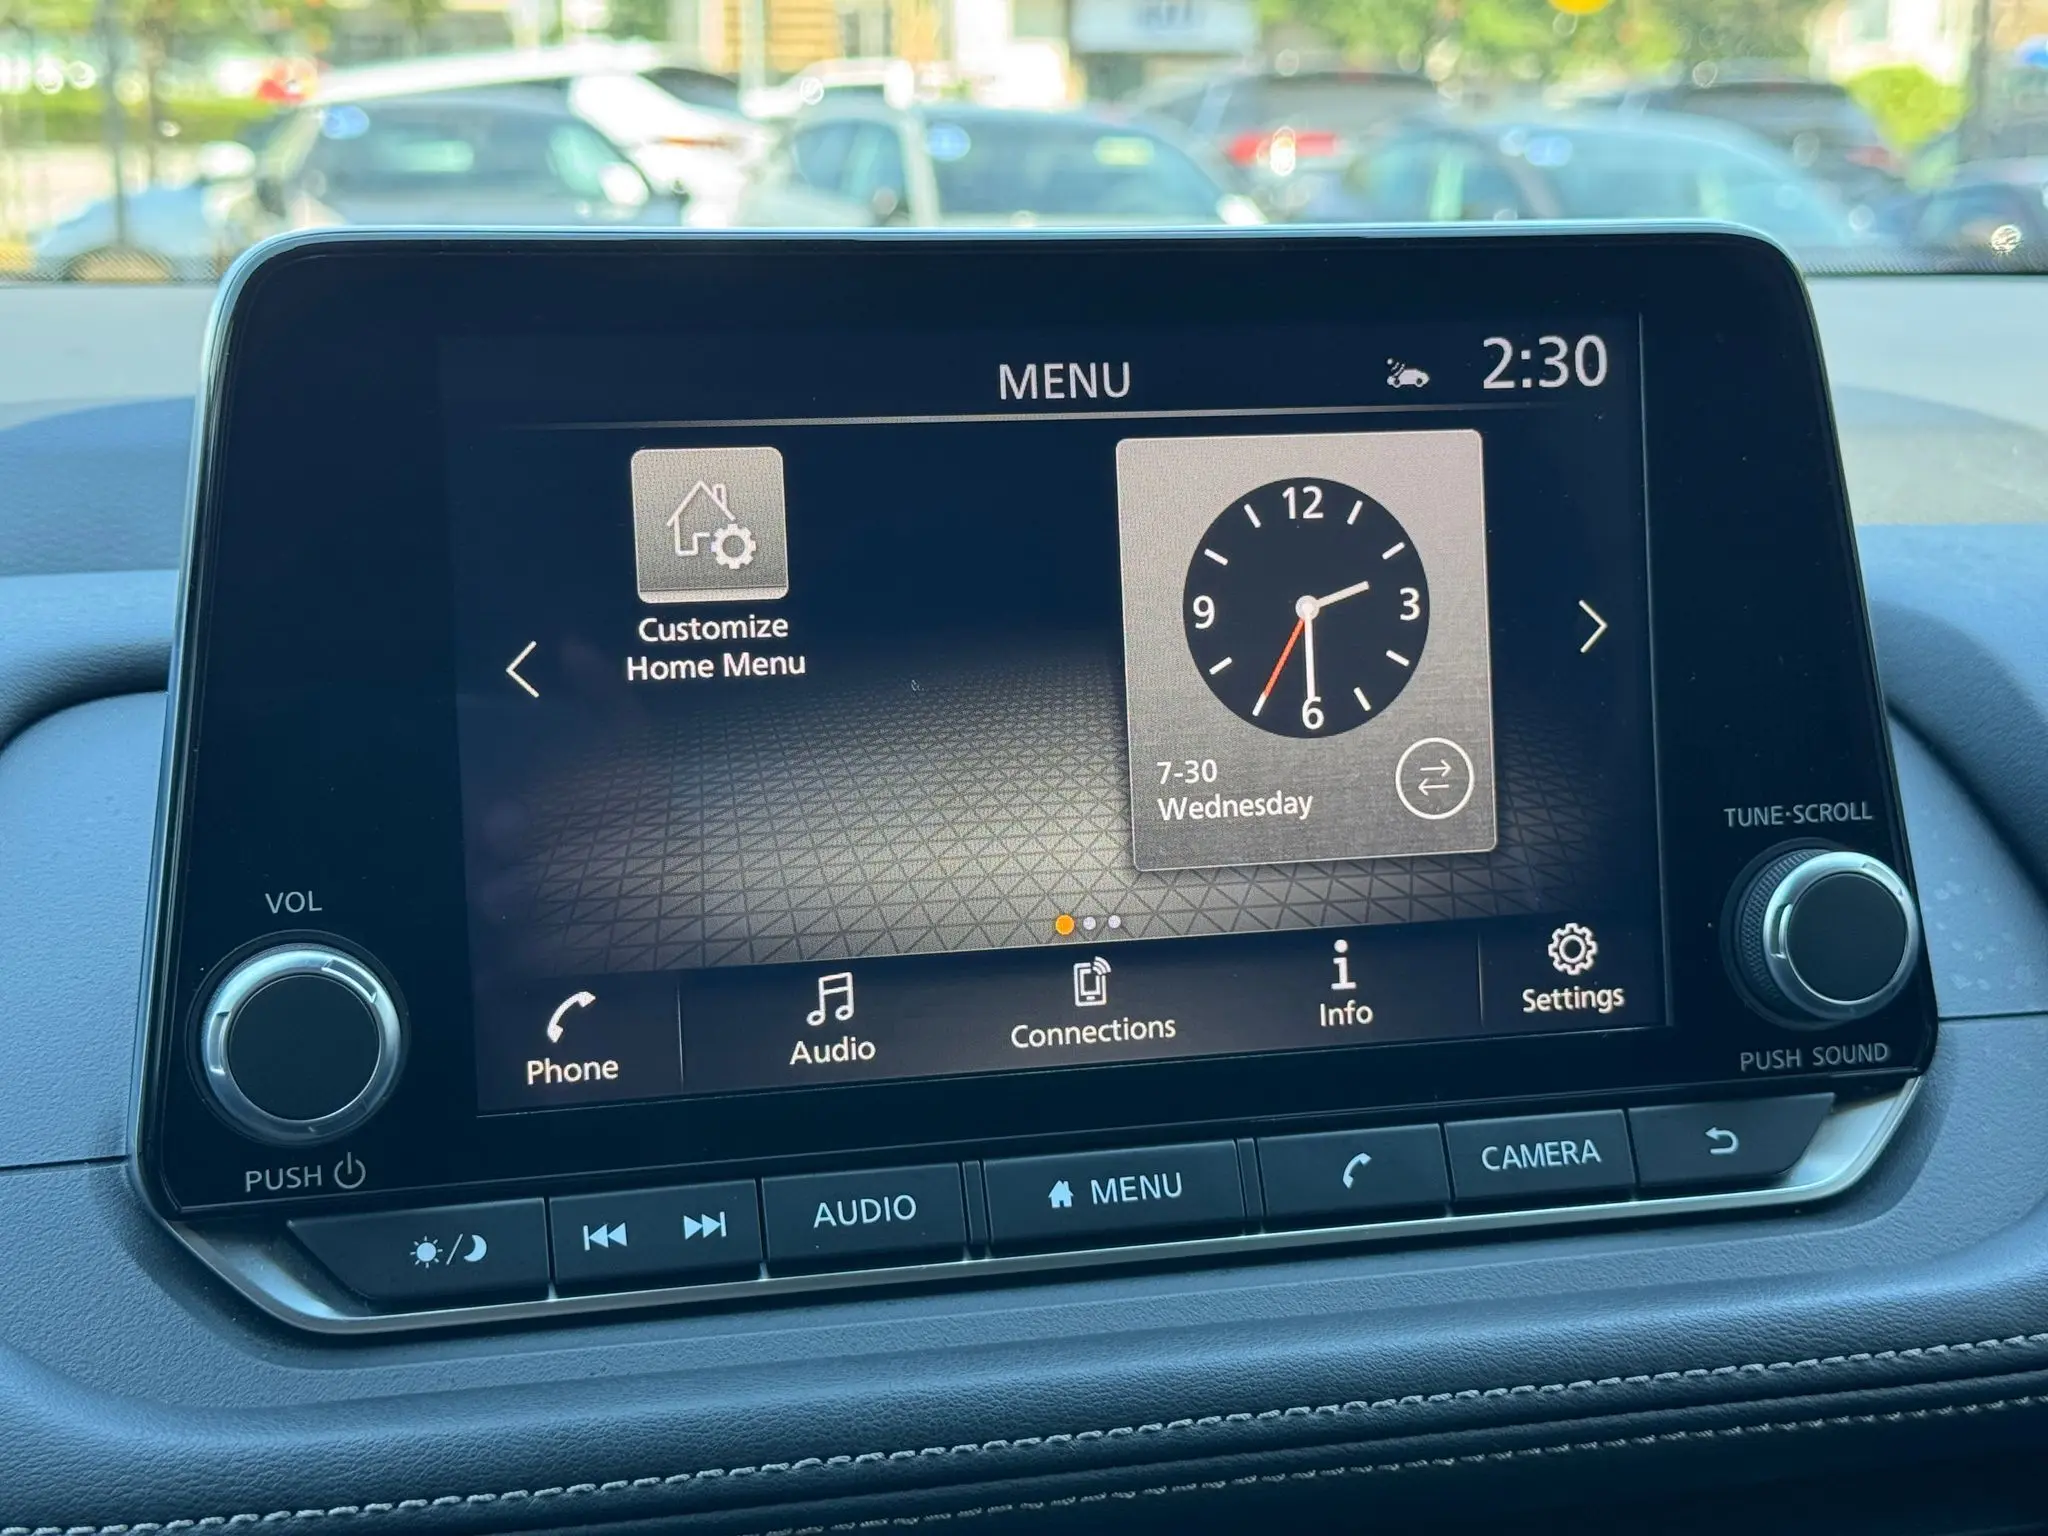 MENU
2:30
Customize
Home Menu
12
9
3
6
7-30
Wednesday
TUNE·SCROLL
VOL
Phone
Audio
Connections
Info
Settings
PUSH SOUND
PUSH
AUDIO
MENU
CAMERA